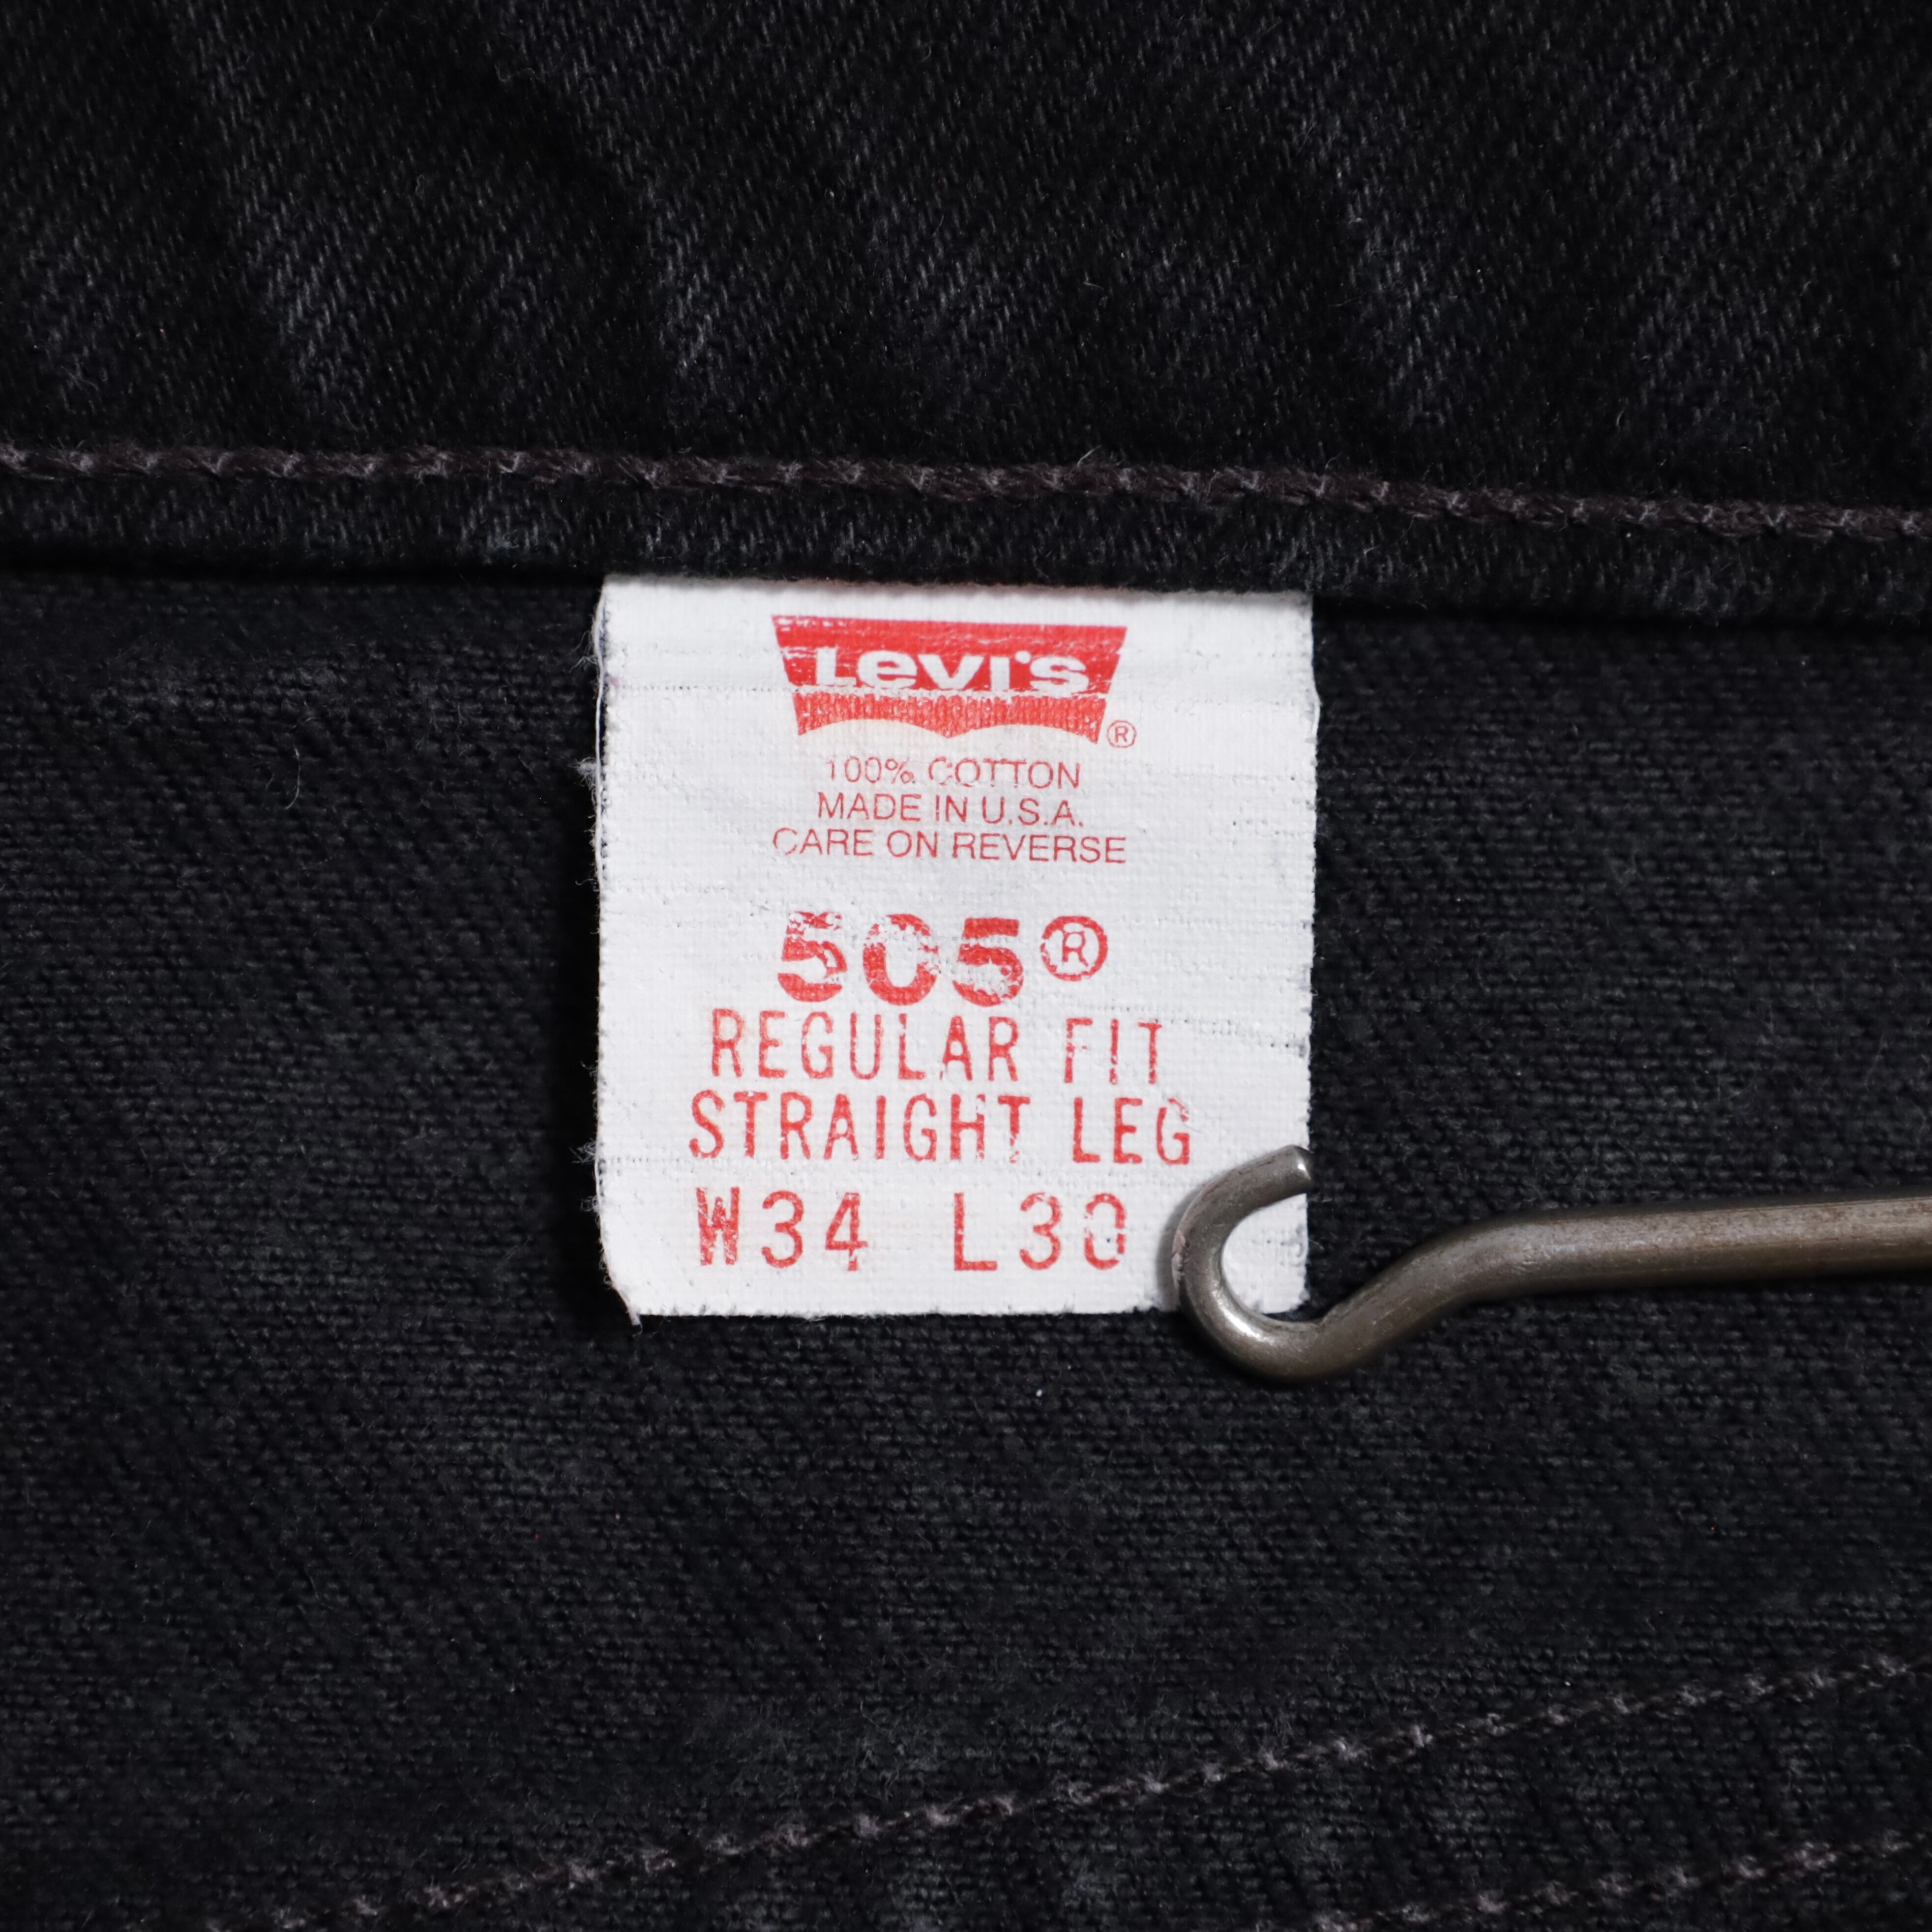 Levi's
®
100% COTTON
MADE IN U.S.A.
CARE ON REVERSE
505®
REGULAR FIT
STRAIGHT LEG
W34 L30